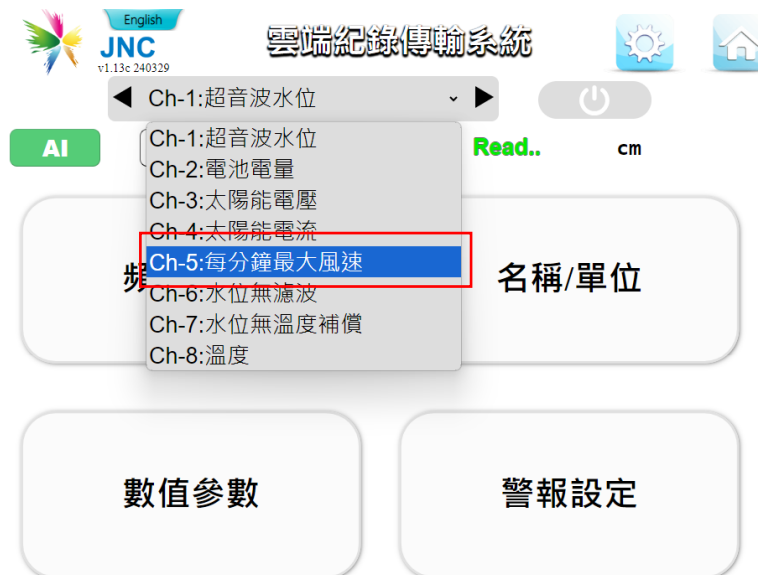 English
JNC
v1.13c 240329
雲端紀錄傳輸系統
Ch-1:超音波水位
AI
Read..
cm
Ch-1:超音波水位
Ch-2:電池電量
Ch-3:太陽能電壓
Ch-4:太陽能電流
Ch-5:每分鐘最大風速
Ch-6:水位無濾波
Ch-7:水位無溫度補償
Ch-8:溫度
名稱/單位
數值參數
警報設定